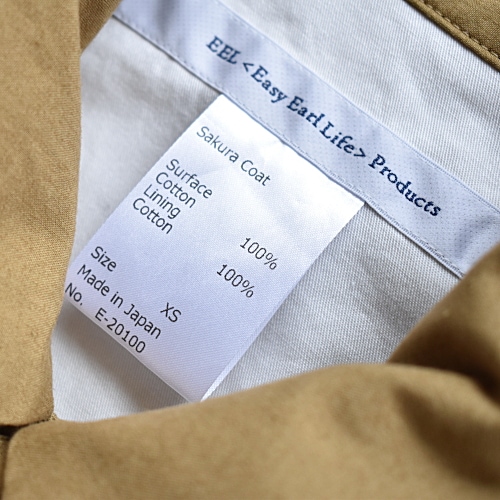 EEL <Easy Earl Life> Products
Sakura Coat
Surface
Cotton 100%
Lining
Cotton 100%
Size XS
Made in Japan
No. E-20100